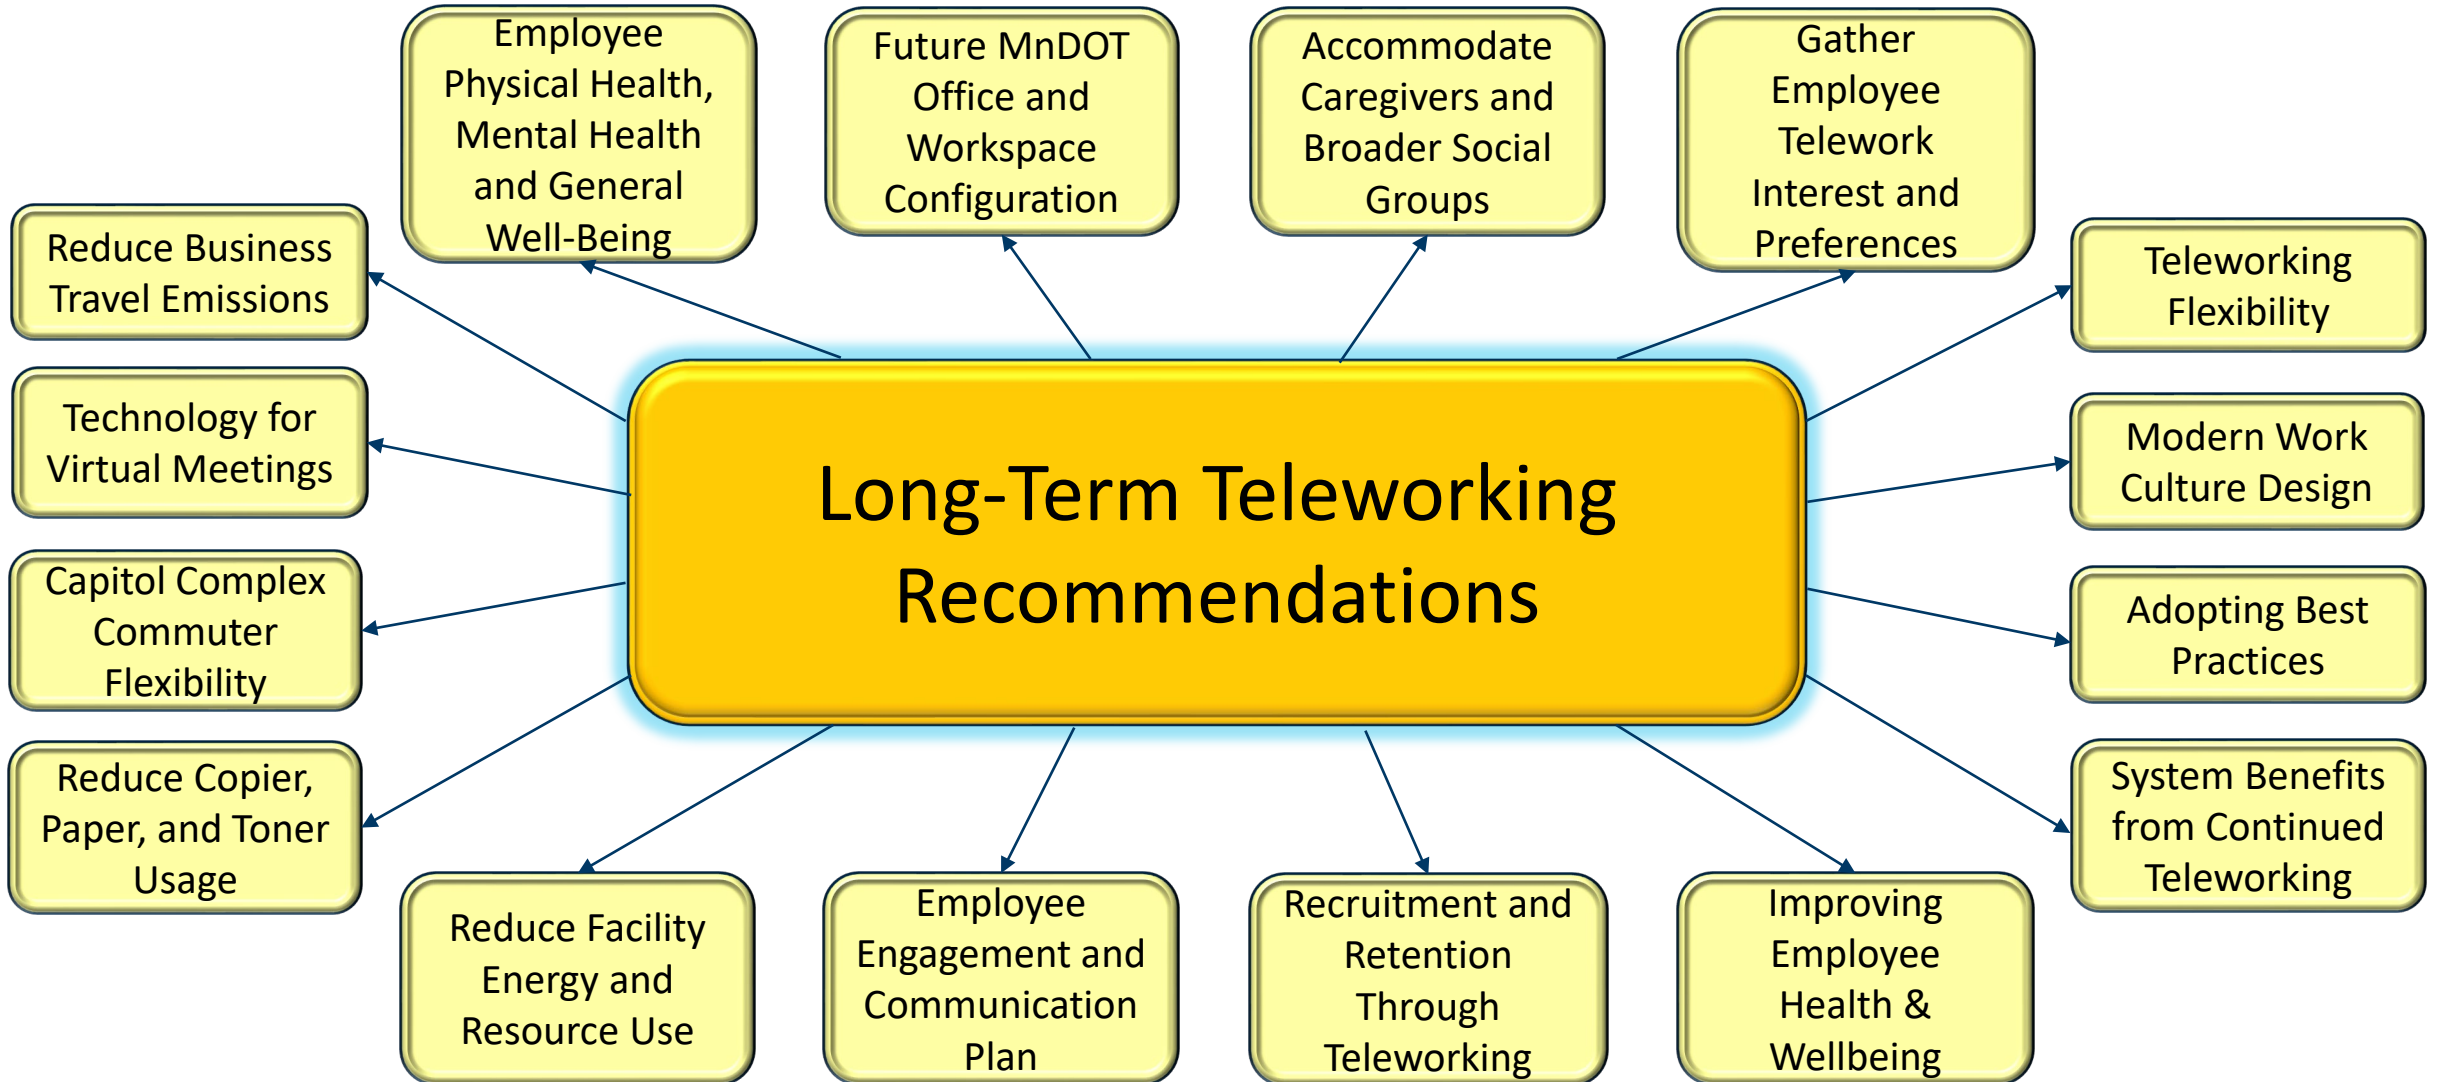 Employee
Physical Health,
Mental Health
and General
Well-Being
Future MnDOT
Office and
Workspace
Configuration
Accommodate
Caregivers and
Broader Social
Groups
Gather
Employee
Telework
Interest and
Preferences
Reduce Business
Travel Emissions
Teleworking
Flexibility
Technology for
Virtual Meetings
Modern Work
Culture Design
Long-Term Teleworking
Recommendations
Capitol Complex
Commuter
Flexibility
Adopting Best
Practices
Reduce Copier,
Paper, and Toner
Usage
System Benefits
from Continued
Teleworking
Reduce Facility
Energy and
Resource Use
Employee
Engagement and
Communication
Plan
Recruitment and
Retention
Through
Teleworking
Improving
Employee
Health &
Wellbeing